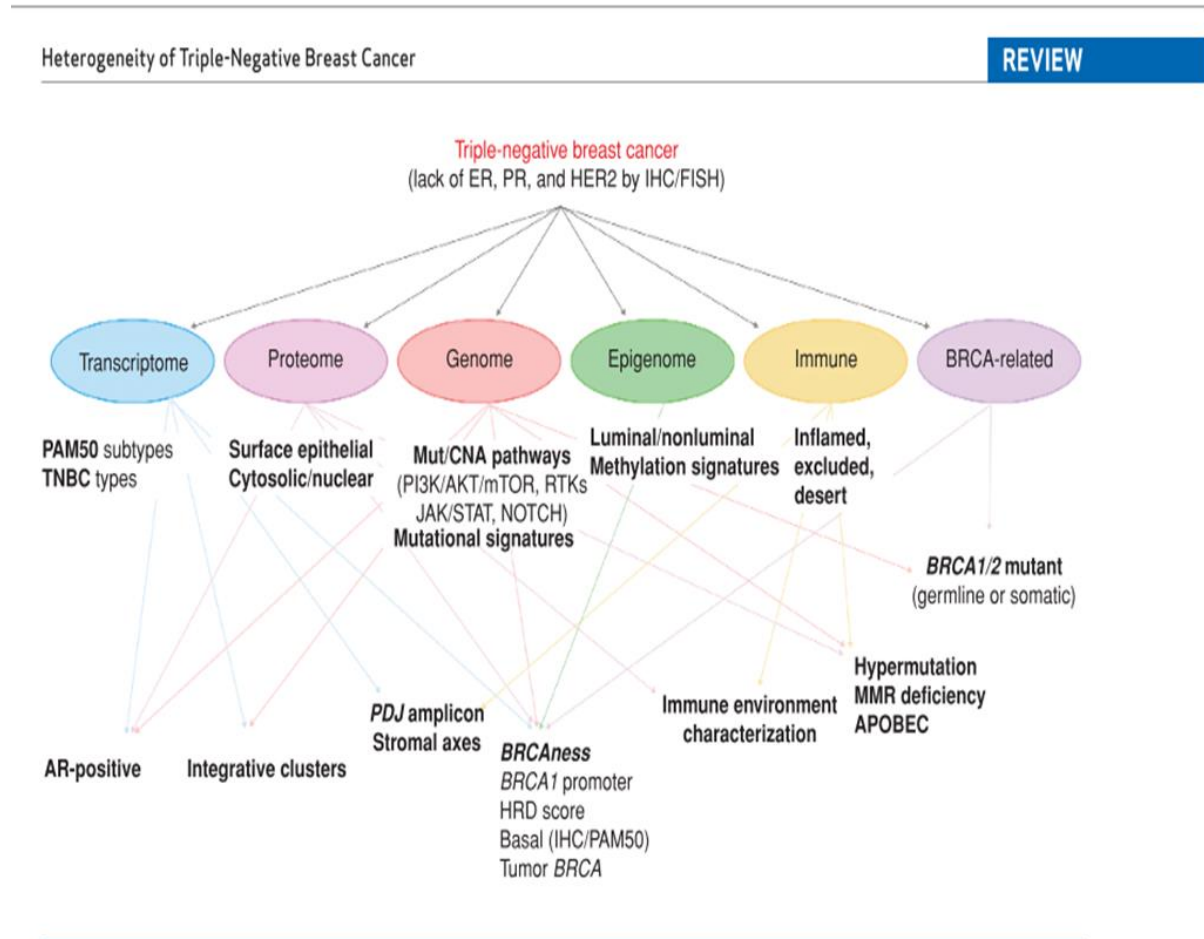 Heterogeneity of Triple-Negative Breast Cancer
REVIEW
Triple-negative breast cancer
(lack of ER, PR, and HER2 by IHC/FISH)
Transcriptome
Proteome
Genome
Epigenome
Immune
BRCA-related
PAM50 subtypes
TNBC types
Surface epithelial
Cytosolic/nuclear
Mut/CNA pathways
(PI3K/AKT/mTOR, RTKs
JAK/STAT, NOTCH)
Mutational signatures
Luminal/nonluminal
Methylation signatures
Inflamed,
excluded,
desert
BRCA1/2 mutant
(germline or somatic)
Hypermutation
MMR deficiency
APOBEC
Immune environment
characterization
PDJ amplicon
Stromal axes
BRCAness
BRCA1 promoter
HRD score
Basal (IHC/PAM50)
Tumor BRCA
AR-positive
Integrative clusters